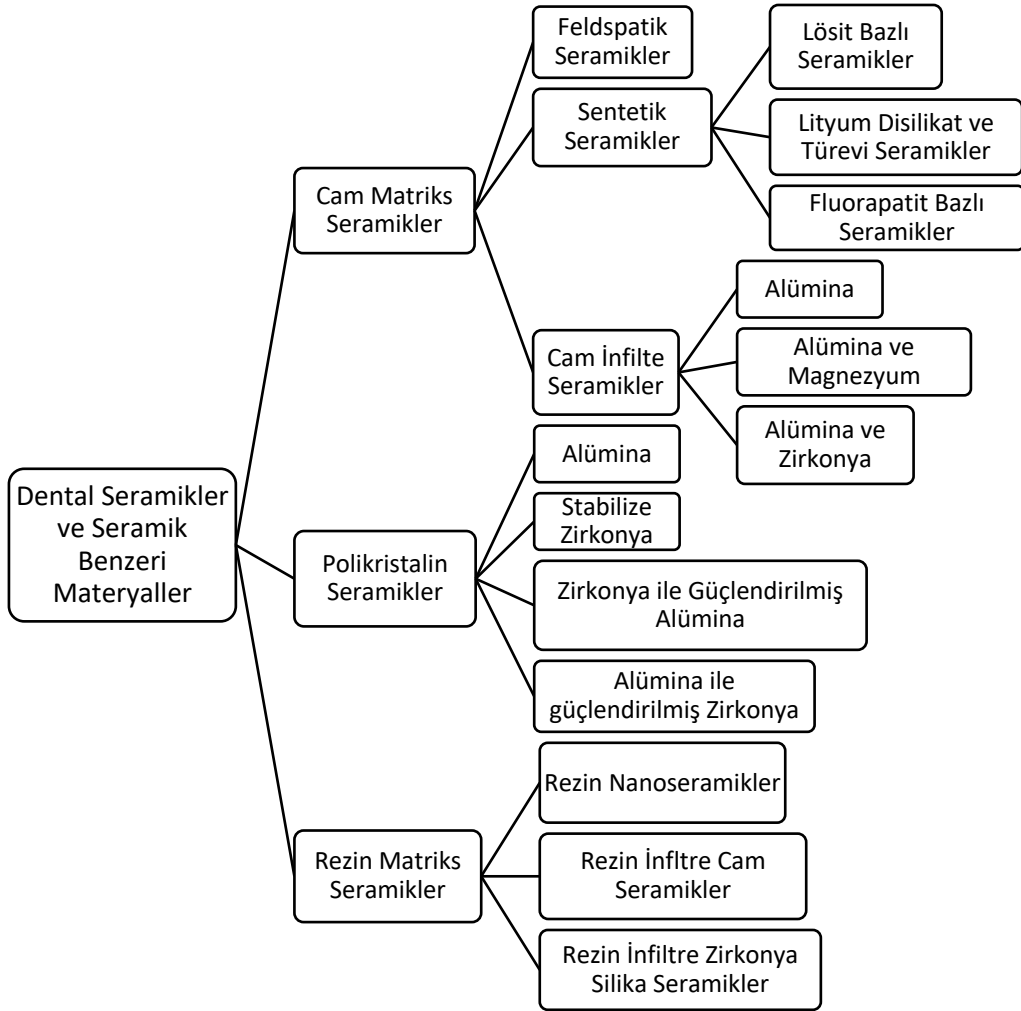 Feldspatik
Seramikler
Lösit Bazlı
Seramikler
Sentetik
Seramikler
Lityum Disilikat ve
Türevi Seramikler
Fluorapatit Bazlı
Seramikler
Cam Matriks
Seramikler
Cam İnfilte
Seramikler
Alümina
Alümina ve
Magnezyum
Alümina ve
Zirkonya
Dental Seramikler
ve Seramik
Benzeri
Materyaller
Polikristalin
Seramikler
Alümina
Stabilize
Zirkonya
Zirkonya ile Güçlendirilmiş
Alümina
Alümina ile
güçlendirilmiş Zirkonya
Rezin Matriks
Seramikler
Rezin Nanoseramikler
Rezin İnfltre Cam
Seramikler
Rezin İnfiltre Zirkonya
Silika Seramikler